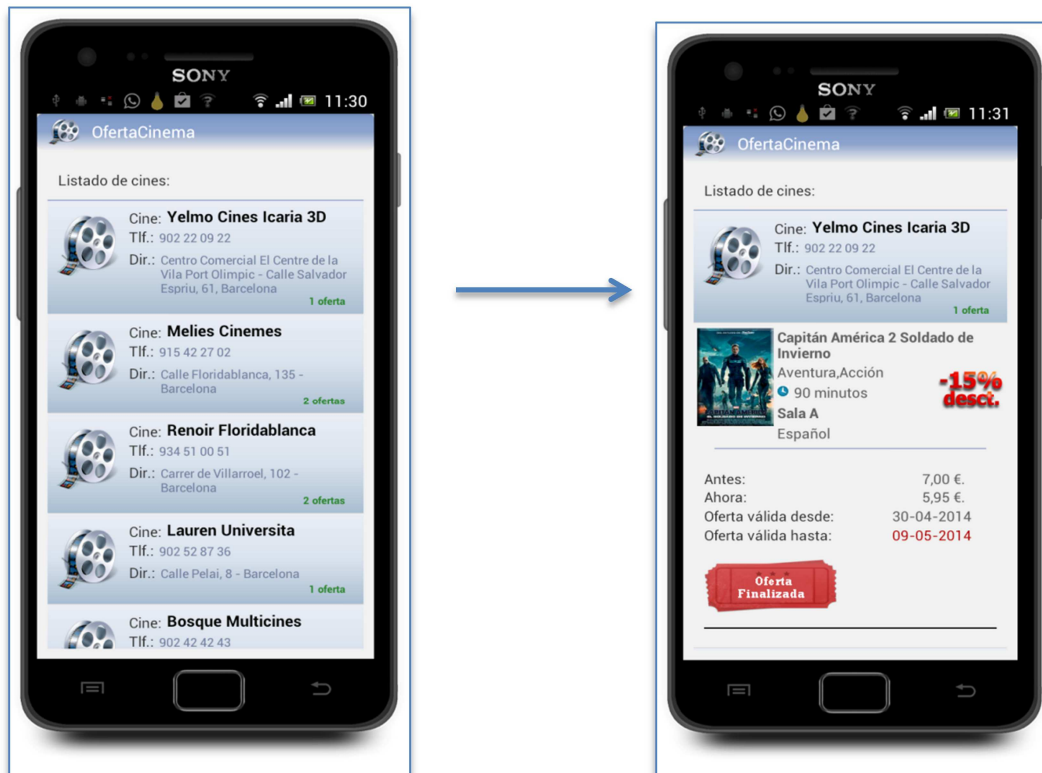 SONY
11:30
OfertaCinema
Listado de cines:
Cine: Yelmo Cines Icaria 3D
Tlf.: 902 22 09 22
Dir.: Centro Comercial El Centre de la
Vila Port Olimpic - Calle Salvador
Espriu, 61, Barcelona
1 oferta
Cine: Melies Cinemes
Tlf.: 915 42 27 02
Dir.: Calle Floridablanca, 135 -
Barcelona
2 ofertas
Cine: Renoir Floridablanca
Tlf.: 934 51 00 51
Dir.: Carrer de Villarroel, 102 -
Barcelona
2 ofertas
Cine: Lauren Universita
Tlf.: 902 52 87 36
Dir.: Calle Pelai, 8 - Barcelona
1 oferta
Cine: Bosque Multicines
Tlf.: 902 42 42 43
SONY
11:31
OfertaCinema
Listado de cines:
Cine: Yelmo Cines Icaria 3D
Tlf.: 902 22 09 22
Dir.: Centro Comercial El Centre de la
Vila Port Olimpic - Calle Salvador
Espriu, 61, Barcelona
1 oferta
Capitán América 2 Soldado de
Invierno
Aventura,Acción
90 minutos
Sala A
Español
-15%
desct.
Antes: 7,00 €.
Ahora: 5,95 €.
Oferta válida desde: 30-04-2014
Oferta válida hasta: 09-05-2014
Oferta
Finalizada